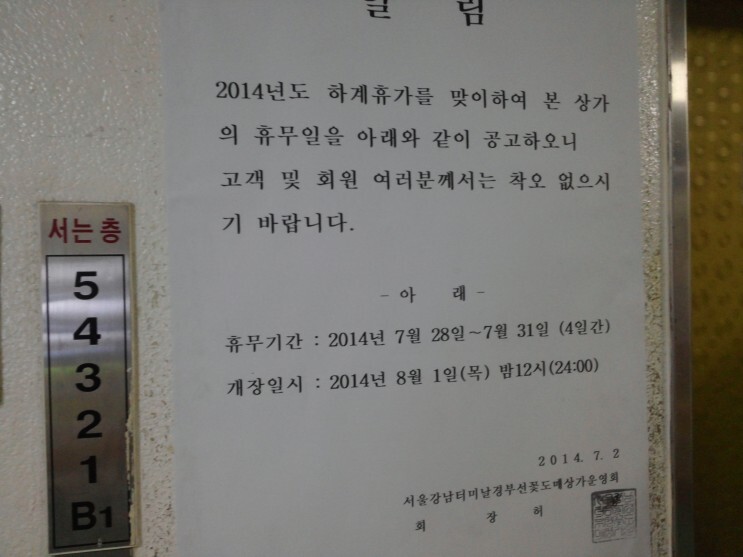 알 림
2014년도 하계휴가를 맞이하여 본 상가
의 휴무일을 아래와 같이 공고하오니
고객 및 회원 여러분께서는 착오 없으시
기 바랍니다.
- 아 래 -
휴무기간 : 2014년 7월 28일~7월 31일 (4일간)
개장일시 : 2014년 8월 1일(목) 밤12시(24:00)
2014. 7. 2
서울강남터미날경부선꽃도매상가운영회
회 장 허
서는 층
5
4
3
2
1
B1